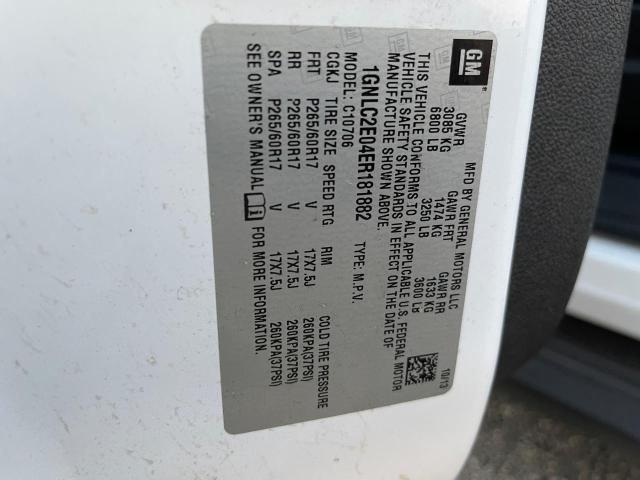 GM
MFD BY GENERAL MOTORS LLC
GVWR GAWR FRT GAWR RR
3085 KG 1474 KG 1633 KG
6800 LB 3250 LB 3600 LB
10/13
THIS VEHICLE CONFORMS TO ALL APPLICABLE U.S. FEDERAL MOTOR
VEHICLE SAFETY STANDARDS IN EFFECT ON THE DATE OF
MANUFACTURE SHOWN ABOVE.
1GNLC2E04ER181882 TYPE: M.P.V.
MODEL: C10706
CGKJ TIRE SIZE SPEED RTG RIM COLD TIRE PRESSURE
FRT P265/60R17 V 17X7.5J 260KPA(37PSI)
RR P265/60R17 V 17X7.5J 260KPA(37PSI)
SPA P265/60R17 V 17X7.5J 260KPA(37PSI)
SEE OWNER'S MANUAL FOR MORE INFORMATION.